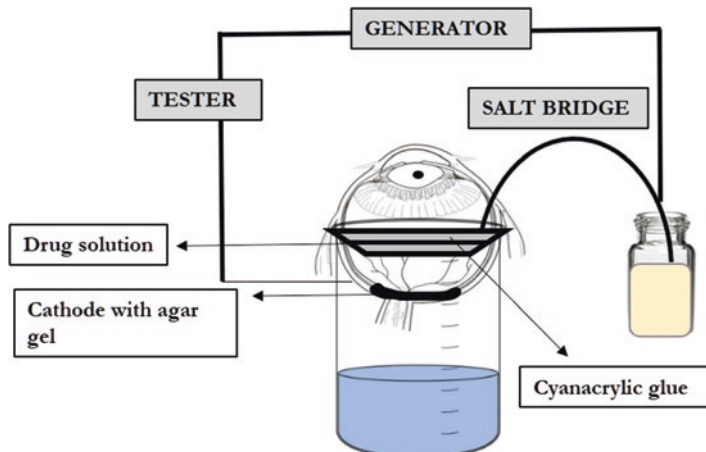 GENERATOR
TESTER
SALT BRIDGE
Drug solution
Cathode with agar
gel
Cyanacrylic glue